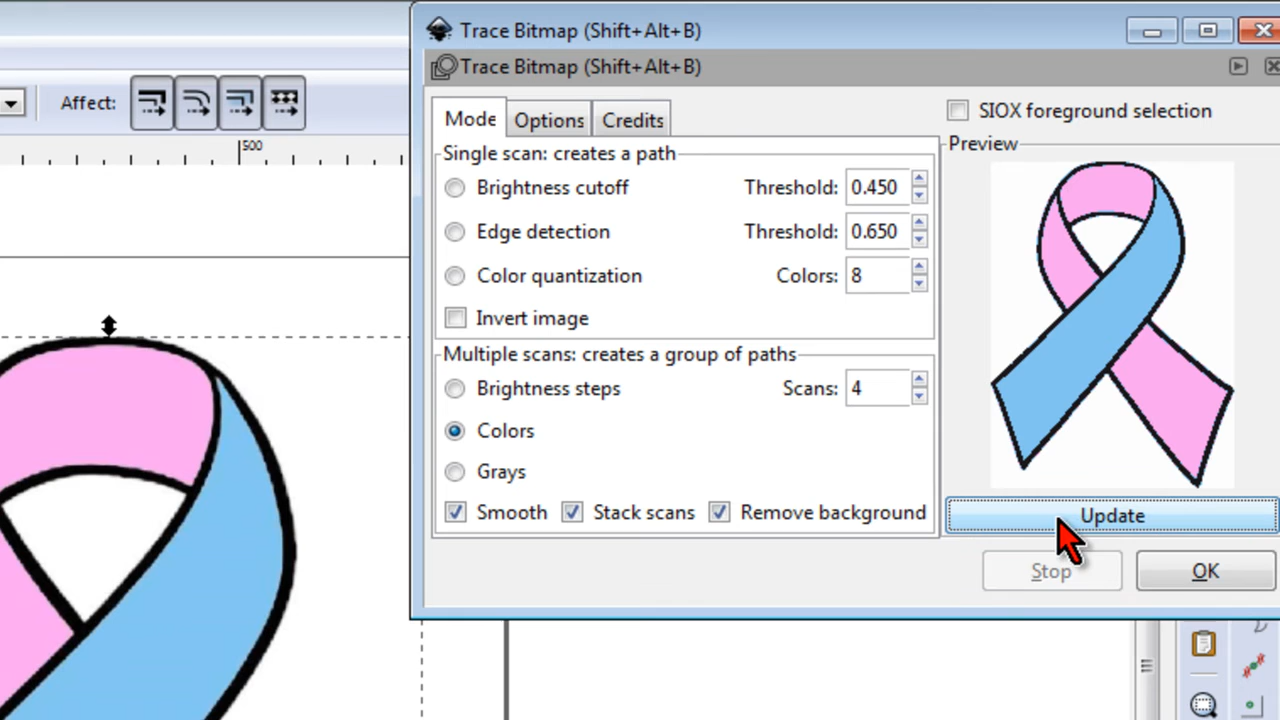 Trace Bitmap (Shift+Alt+B)
Trace Bitmap (Shift+Alt+B)
Affect:
500
Mode Options Credits
SIOX foreground selection
Single scan: creates a path
Preview
Brightness cutoff Threshold: 0.450
Edge detection Threshold: 0.650
Color quantization Colors: 8
Invert image
Multiple scans: creates a group of paths
Brightness steps Scans: 4
Colors
Grays
Smooth Stack scans Remove background
Update
Stop OK